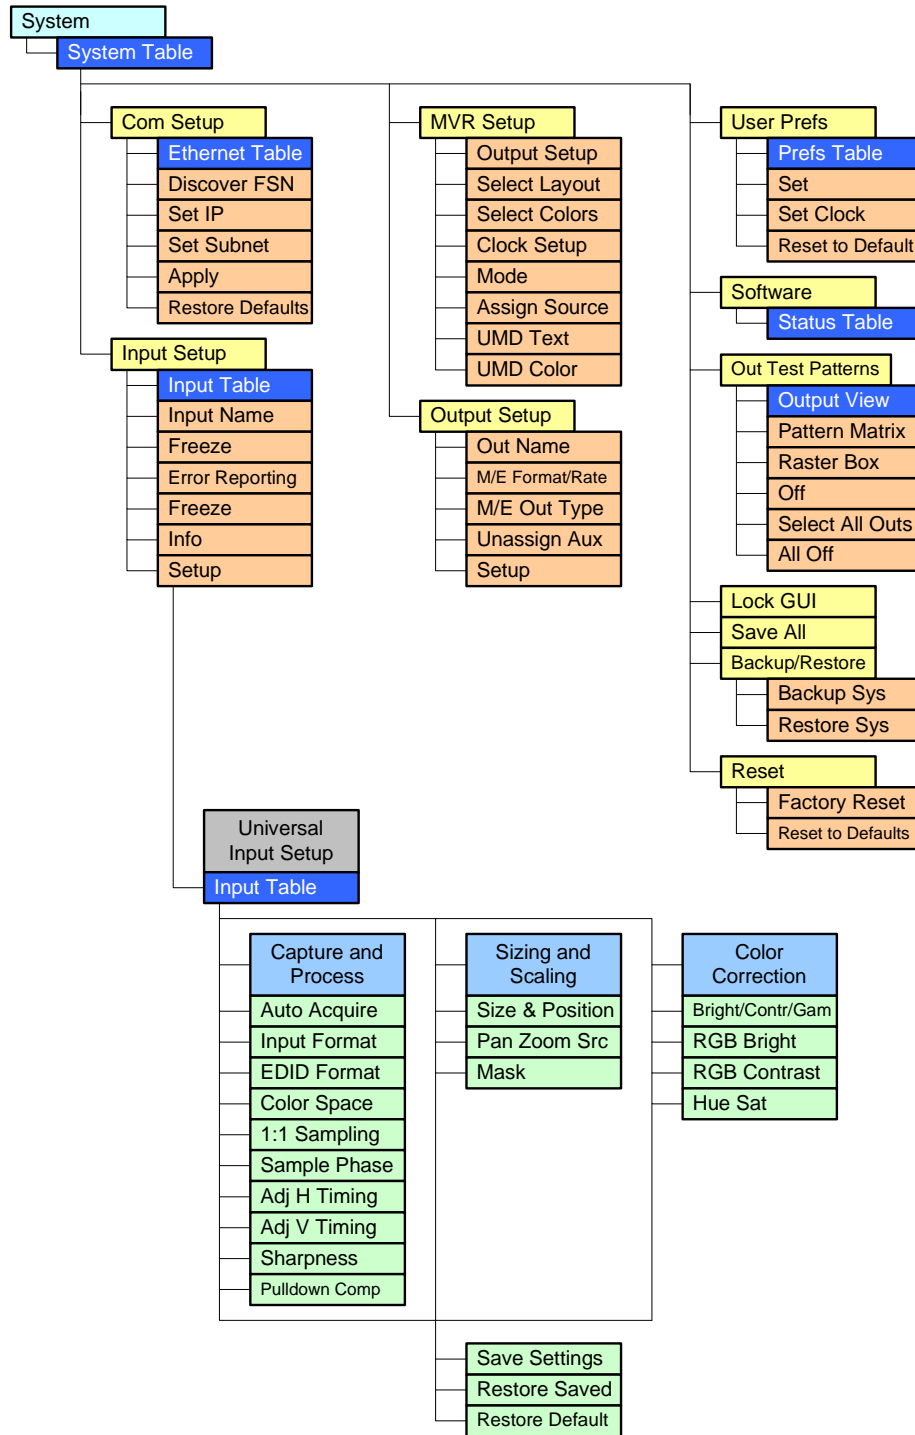 System
System Table
Com Setup
Ethernet Table
Discover FSN
Set IP
Set Subnet
Apply
Restore Defaults
Input Setup
Input Table
Input Name
Freeze
Error Reporting
Freeze
Info
Setup
MVR Setup
Output Setup
Select Layout
Select Colors
Clock Setup
Mode
Assign Source
UMD Text
UMD Color
Output Setup
Out Name
M/E Format/Rate
M/E Out Type
Unassign Aux
Setup
User Prefs
Prefs Table
Set
Set Clock
Reset to Default
Software
Status Table
Out Test Patterns
Output View
Pattern Matrix
Raster Box
Off
Select All Outs
All Off
Lock GUI
Save All
Backup/Restore
Backup Sys
Restore Sys
Reset
Factory Reset
Reset to Defaults
Universal
Input Setup
Input Table
Capture and
Process
Auto Acquire
Input Format
EDID Format
Color Space
1:1 Sampling
Sample Phase
Adj H Timing
Adj V Timing
Sharpness
Pulldown Comp
Sizing and
Scaling
Size & Position
Pan Zoom Src
Mask
Color
Correction
Bright/Contr/Gam
RGB Bright
RGB Contrast
Hue Sat
Save Settings
Restore Saved
Restore Default